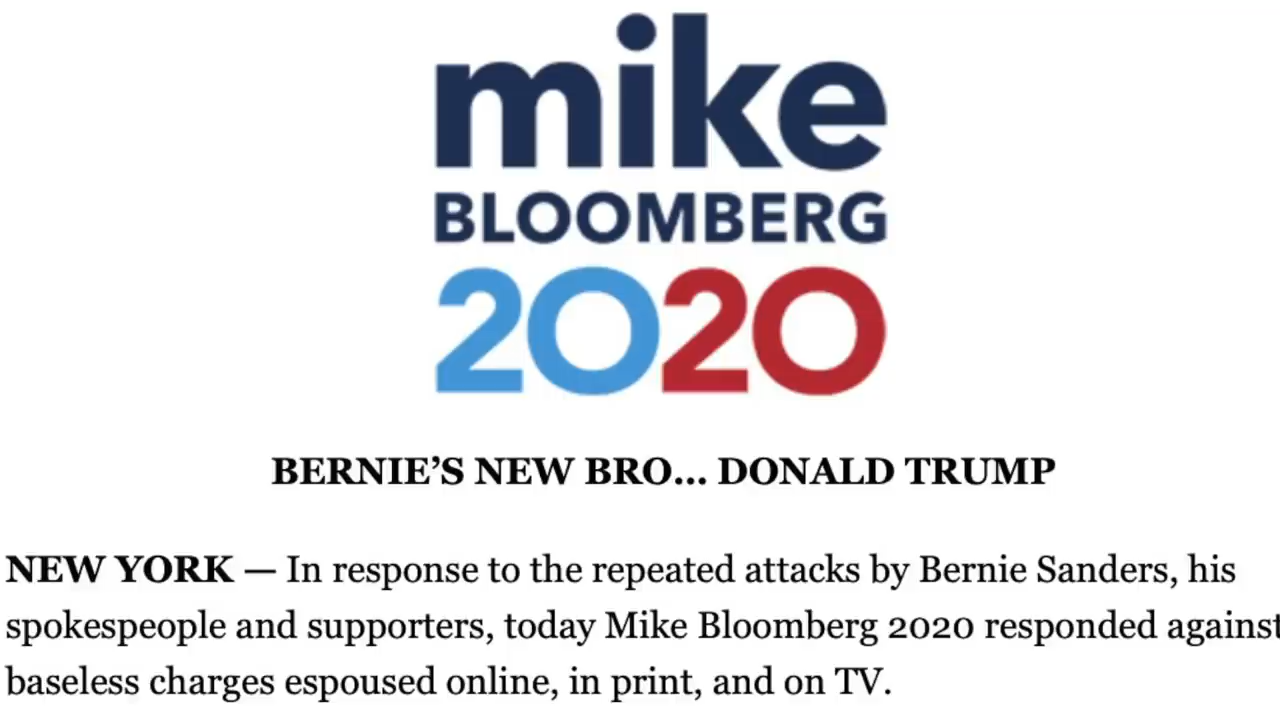 mike
BLOOMBERG
2020
BERNIE’S NEW BRO... DONALD TRUMP
NEW YORK — In response to the repeated attacks by Bernie Sanders, his
spokespeople and supporters, today Mike Bloomberg 2020 responded against
baseless charges espoused online, in print, and on TV.